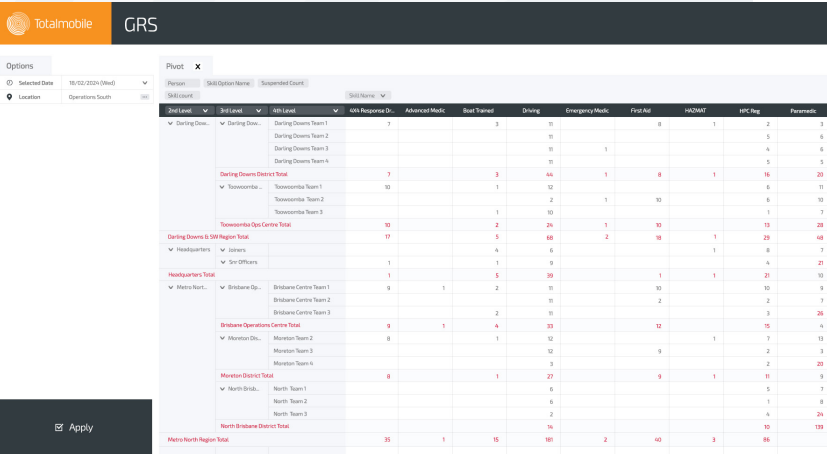 Totalmobile GRS
Options
Selected Date 18/02/2024 (Wed)
Location Operations South
Apply
Pivot X
Person Skill Option Name Suspended Count
Skill count Skill Name
2nd Level 3rd Level 4th Level 4X4 Response Dr... Advanced Medic Boat Trained Driving Emergency Medic First Aid HAZMAT HPC Reg Paramedic
Darling Dow... Darling Dow... Darling Downs Team 1 7 3 11 8 1 2 3
Darling Downs Team 2 11 5 6
Darling Downs Team 3 11 1 4 6
Darling Downs Team 4 11 5 5
Darling Downs District Total 7 3 44 1 8 1 16 20
Toowoomba ... Toowoomba Team 1 10 1 12 6 11
Toowoomba Team 2 2 1 10 6 10
Toowoomba Team 3 1 10 1 7
Toowoomba Ops Centre Total 10 2 24 1 10 13 28
Darling Downs & SW Region Total 17 5 68 2 18 1 29 48
Headquarters Joiners 4 6 1 8 7
Snr Officers 1 1 9 4 21
Headquarters Total 1 5 39 1 1 21 10
Metro Nort... Brisbane Op... Brisbane Centre Team 1 9 1 2 11 10 10 9
Brisbane Centre Team 2 11 2 2 7
Brisbane Centre Team 3 2 11 3 26
Brisbane Operations Centre Total 9 1 4 33 12 15 4
Moreton Dis... Moreton Team 2 8 1 12 1 7 13
Moreton Team 3 12 9 2 3
Moreton Team 4 3 2 20
Moreton District Total 8 1 27 9 1 11 9
North Brisb... North Team 1 6 5 7
North Team 2 6 1 8
North Team 3 2 4 24
North Brisbane District Total 14 10 139
Metro North Region Total 35 1 15 181 2 40 3 86